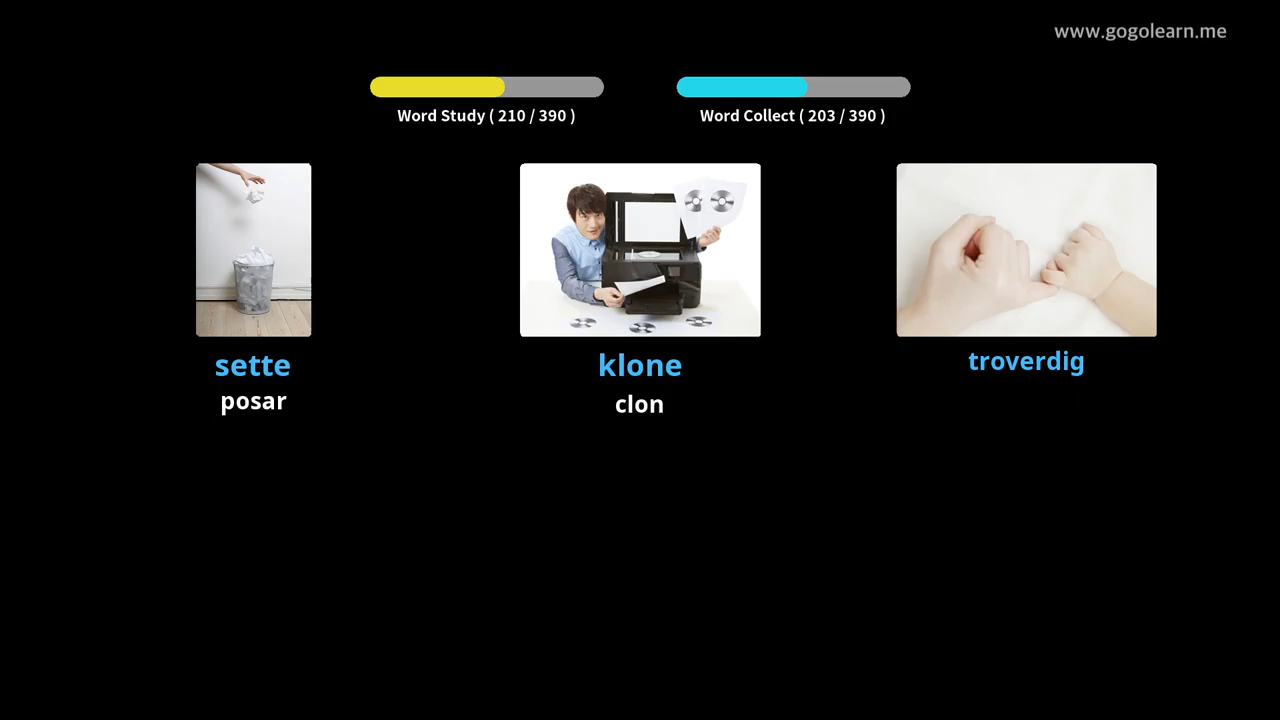 www.gogolearn.me
Word Study ( 210 / 390 )
Word Collect ( 203 / 390 )
sette
posar
klone
clon
troverdig